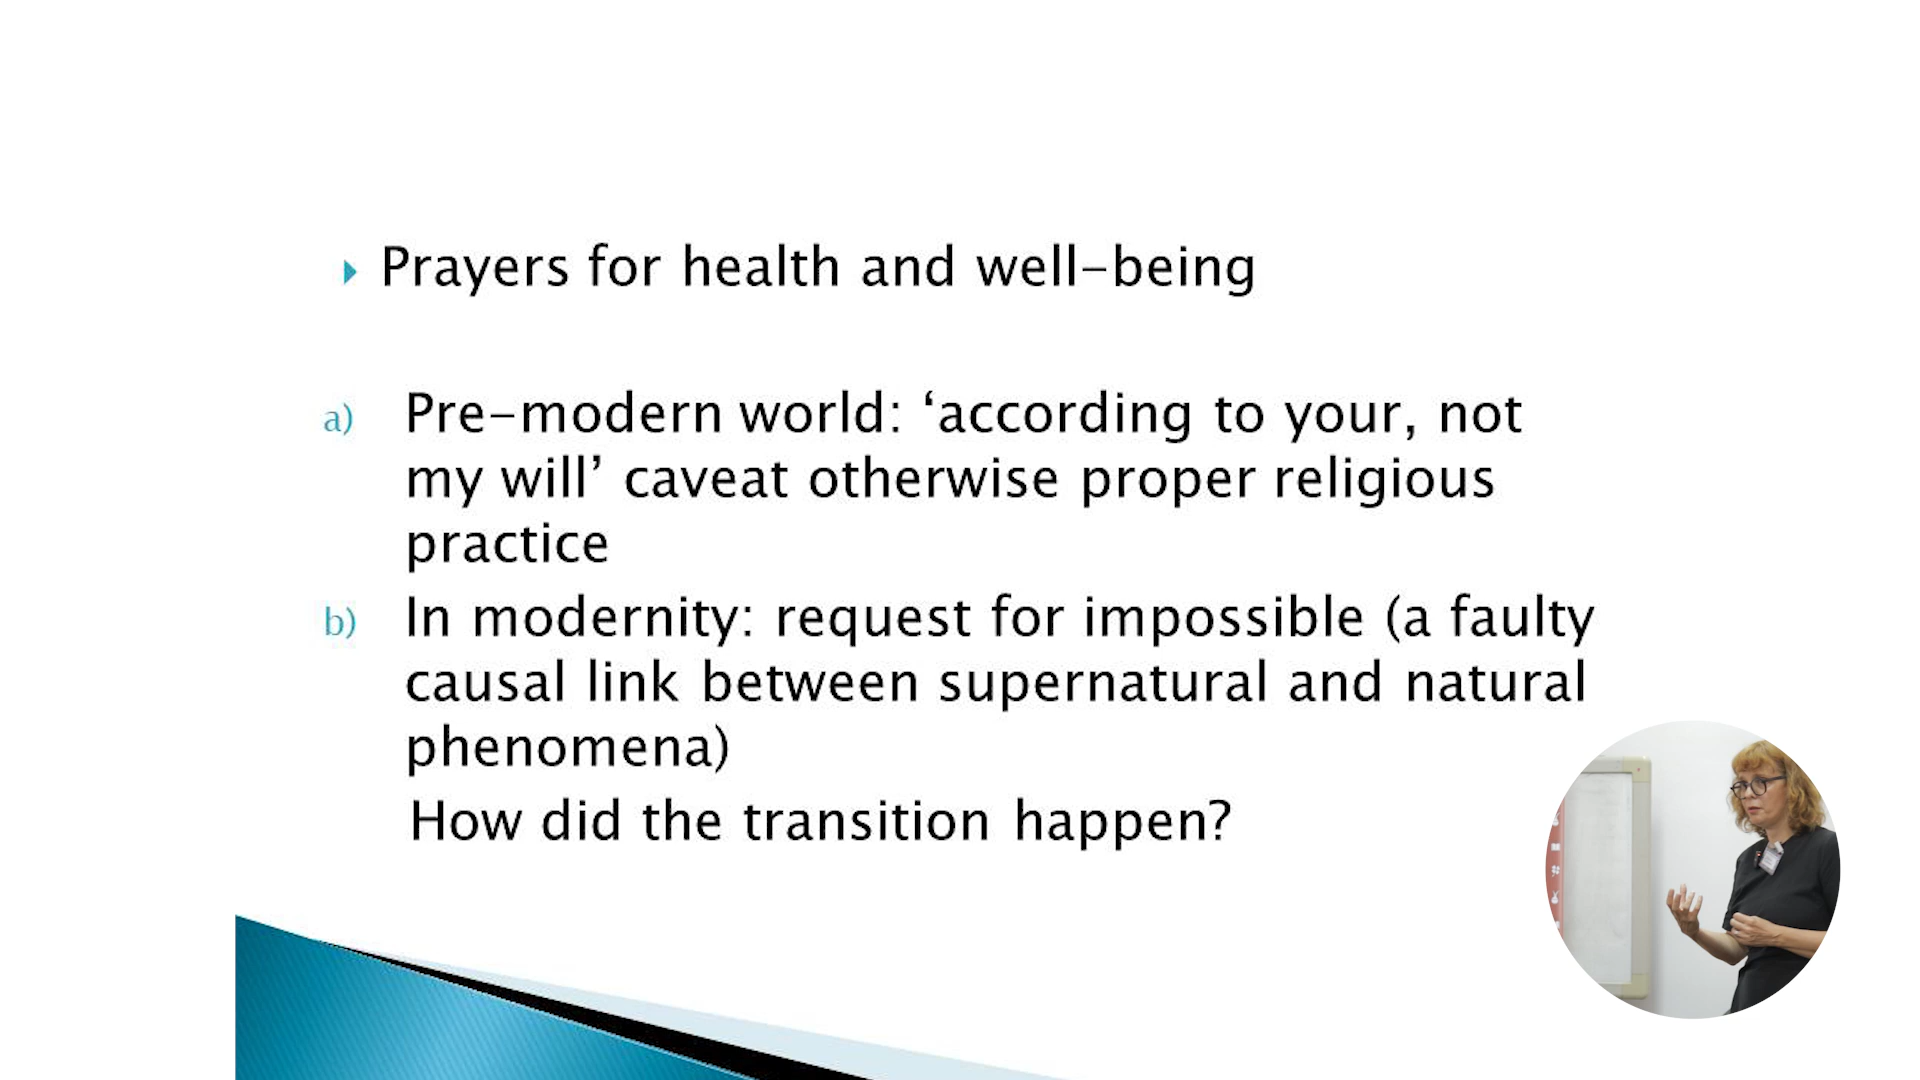 Prayers for health and well-being
a) Pre-modern world: ‘according to your, not
my will’ caveat otherwise proper religious
practice
b) In modernity: request for impossible (a faulty
causal link between supernatural and natural
phenomena)
How did the transition happen?